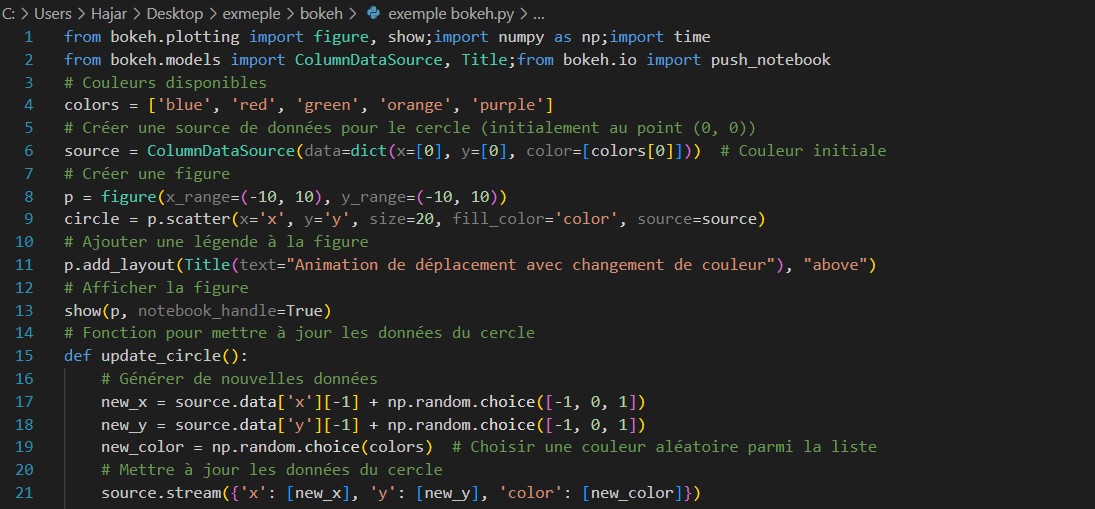 C: > Users > Hajar > Desktop > exmeple > bokeh > exemple bokeh.py > ...
1 from bokeh.plotting import figure, show;import numpy as np;import time
2 from bokeh.models import ColumnDataSource, Title;from bokeh.io import push_notebook
3 # Couleurs disponibles
4 colors = ['blue', 'red', 'green', 'orange', 'purple']
5 # Créer une source de données pour le cercle (initialement au point (0, 0))
6 source = ColumnDataSource(data=dict(x=[0], y=[0], color=[colors[0]]))  # Couleur initiale
7 # Créer une figure
8 p = figure(x_range=(-10, 10), y_range=(-10, 10))
9 circle = p.scatter(x='x', y='y', size=20, fill_color='color', source=source)
10 # Ajouter une légende à la figure
11 p.add_layout(Title(text="Animation de déplacement avec changement de couleur"), "above")
12 # Afficher la figure
13 show(p, notebook_handle=True)
14 # Fonction pour mettre à jour les données du cercle
15 def update_circle():
16     # Générer de nouvelles données
17     new_x = source.data['x'][-1] + np.random.choice([-1, 0, 1])
18     new_y = source.data['y'][-1] + np.random.choice([-1, 0, 1])
19     new_color = np.random.choice(colors)  # Choisir une couleur aléatoire parmi la liste
20     # Mettre à jour les données du cercle
21     source.stream({'x': [new_x], 'y': [new_y], 'color': [new_color]})